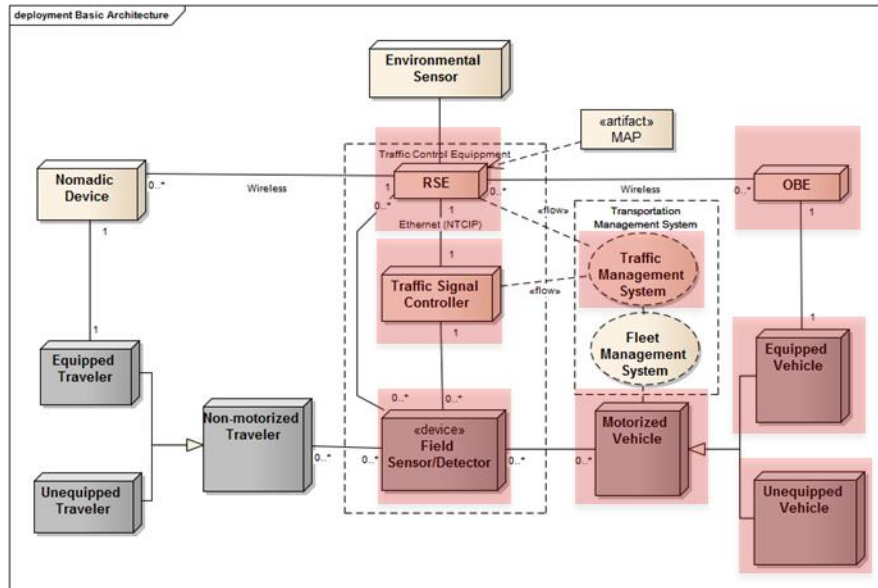 deployment Basic Architecture
Environmental
Sensor
«artifact»
MAP
Traffic Control Equippment
Nomadic
Device
0..*
Wireless
1
RSE
0..*
Wireless
0..*
OBE
0..*
1
«flow»
Transportation
Management System
1
1
Ethernet (NTCIP)
Traffic
Management
System
Traffic Signal
Controller
«flow»
1
1
1
Fleet
Management
System
Equipped
Traveler
Equipped
Vehicle
0..*
0..*
Non-motorized
Traveler
«device»
Field
Sensor/Detector
Motorized
Vehicle
0..*
0..*
0..*
0..*
Unequipped
Traveler
Unequipped
Vehicle